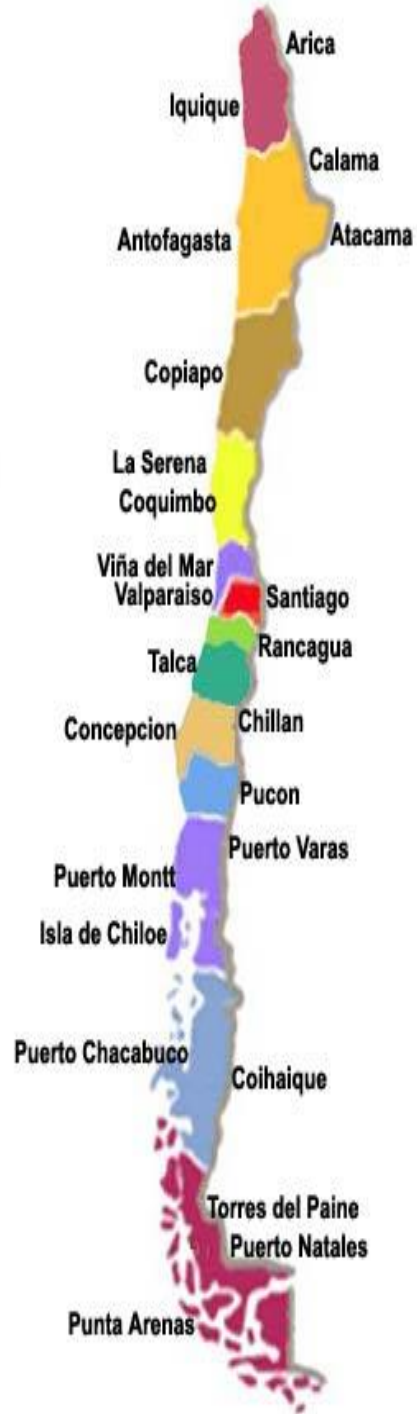 Arica
Iquique
Calama
Antofagasta
Atacama
Copiapo
La Serena
Coquimbo
Viña del Mar
Valparaiso
Santiago
Rancagua
Talca
Chillan
Concepcion
Pucon
Puerto Varas
Puerto Montt
Isla de Chiloe
Puerto Chacabuco
Coihaique
Torres del Paine
Puerto Natales
Punta Arenas